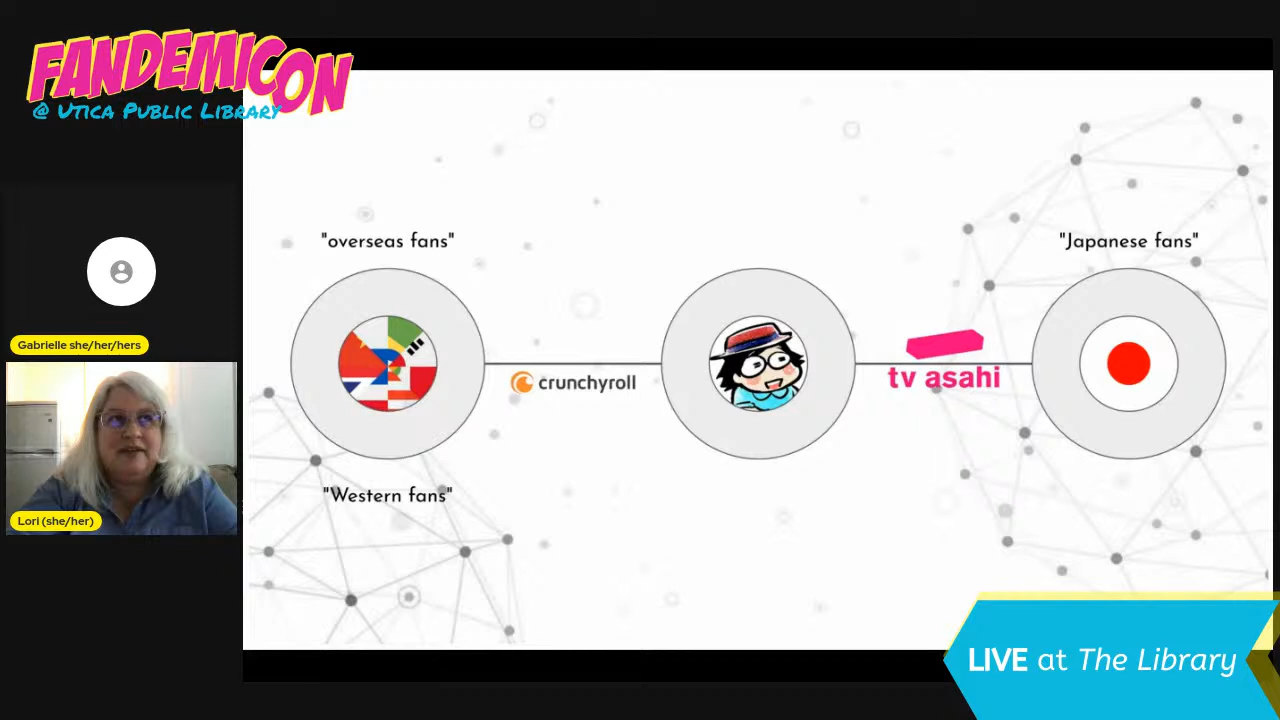 FANDEMICON
@ Utica Public Library
"overseas fans"
"Japanese fans"
crunchyroll
tv asahi
"Western fans"
Gabrielle she/her/hers
Lori (she/her)
LIVE at The Library